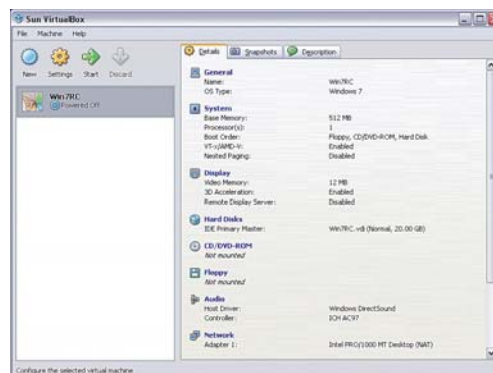 Sun VirtualBox
File Machine Help
New Settings Start Discard
Win7RC
Powered Off
Details Snapshots Description
General
Name: Win7RC
OS Type: Windows 7
System
Base Memory: 512 MB
Processor(s): 1
Boot Order: Floppy, CD/DVD-ROM, Hard Disk
VT-x/AMD-V: Enabled
Nested Paging: Disabled
Display
Video Memory: 12 MB
3D Acceleration: Enabled
Remote Display Server: Disabled
Hard Disks
IDE Primary Master: Win7RC.vdi (Normal, 20.00 GB)
CD/DVD-ROM
Not mounted
Floppy
Not mounted
Audio
Host Driver: Windows DirectSound
Controller: ICH AC97
Network
Adapter 1: Intel PRO/1000 MT Desktop (NAT)
Configure the selected virtual machine